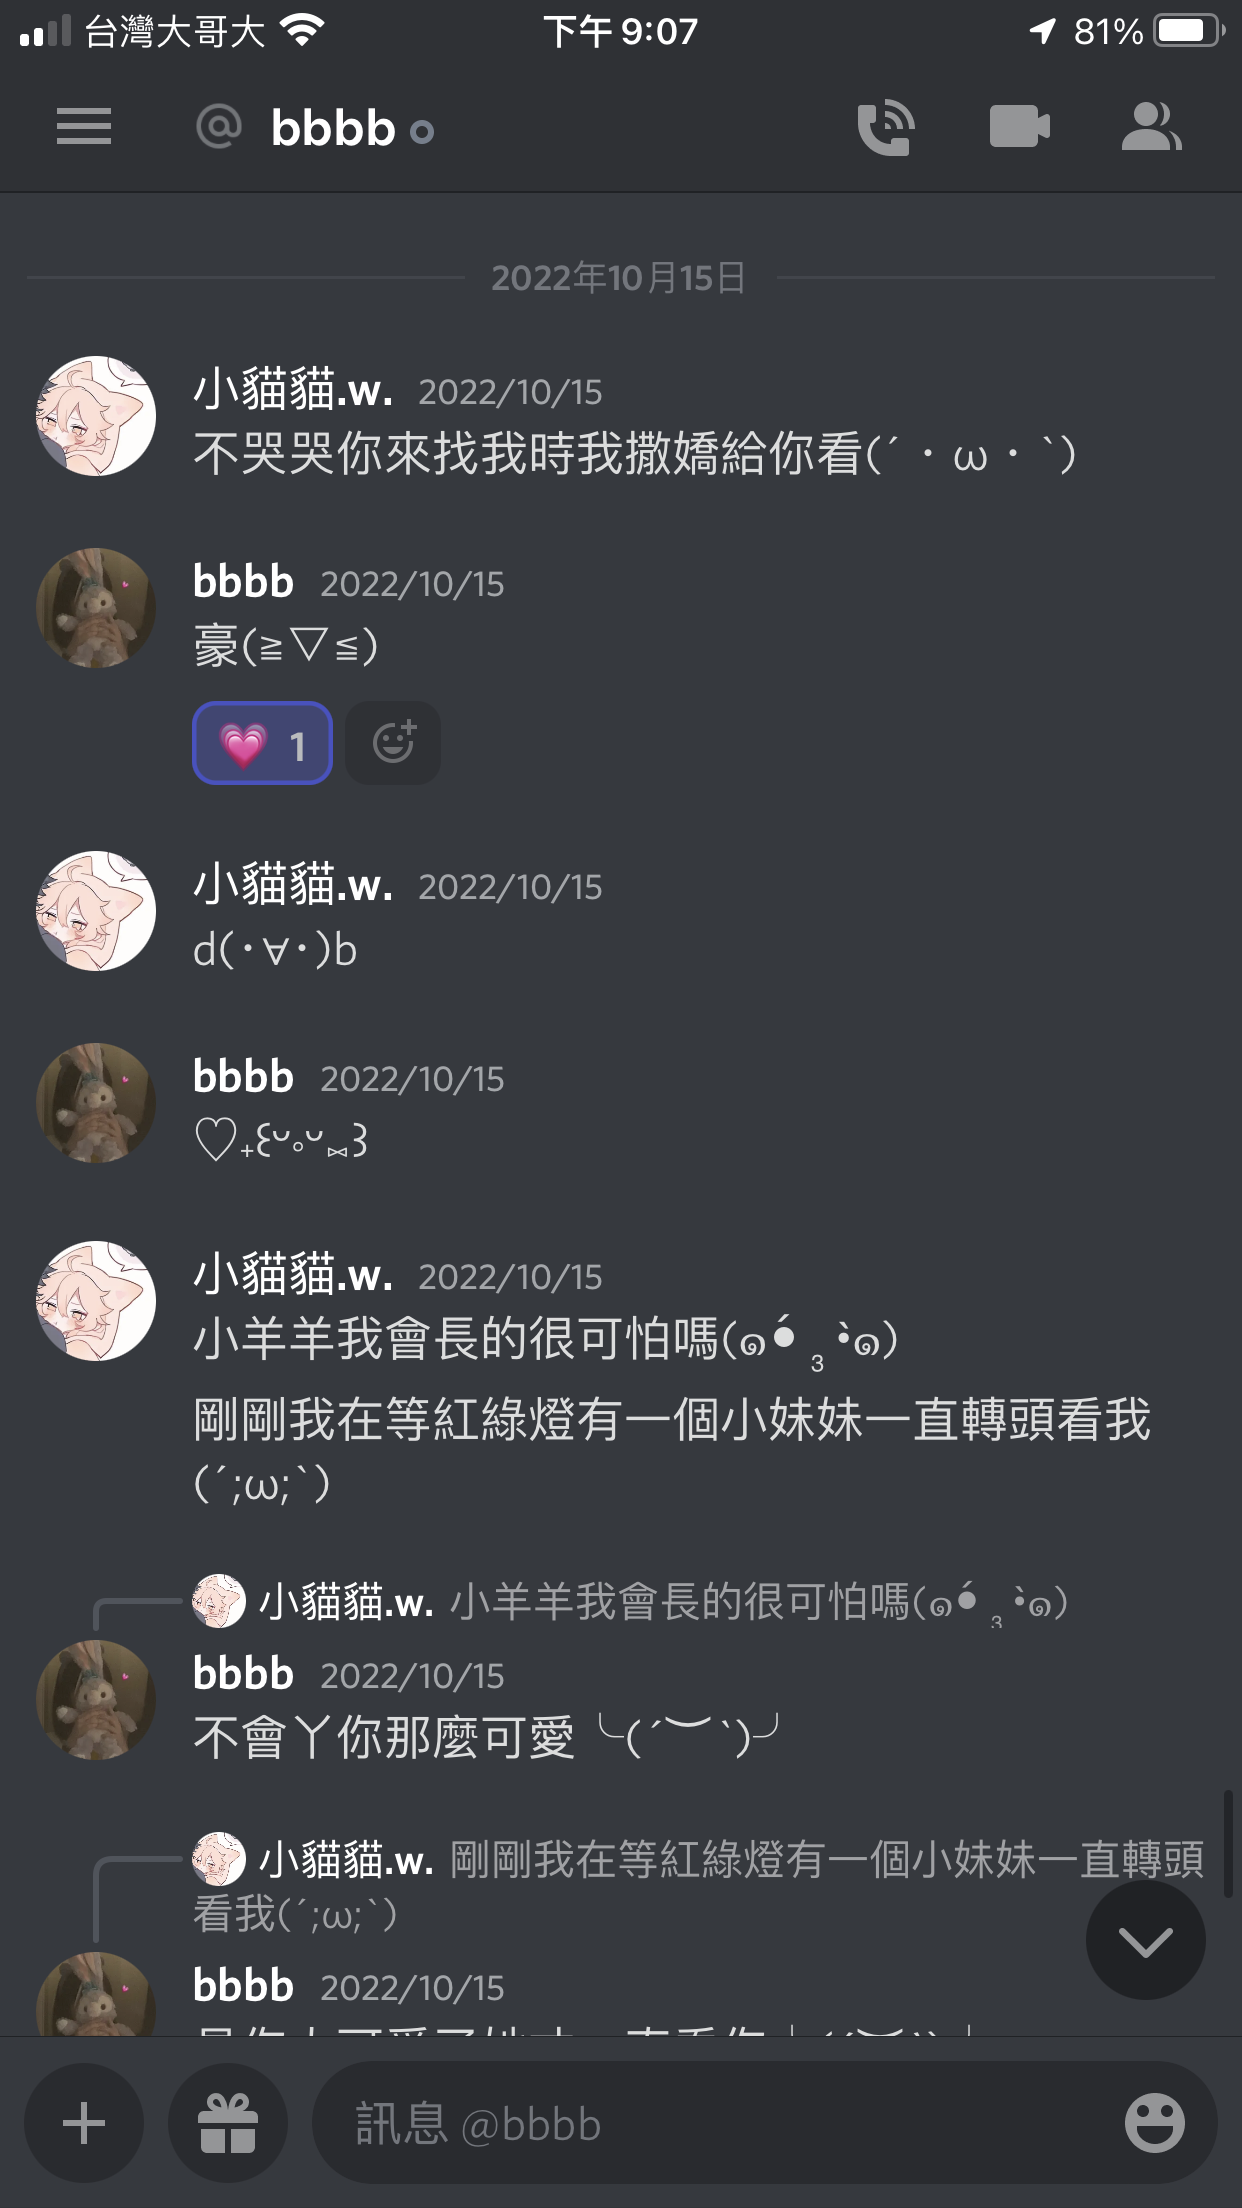 台灣大哥大 下午 9:07 81%
@ bbbb
2022年10月15日
小貓貓.w. 2022/10/15
不哭哭你來找我時我撒嬌給你看(´・ω・`)
bbbb 2022/10/15
豪(≧▽≦)
💗 1
小貓貓.w. 2022/10/15
d(･∀･)b
bbbb 2022/10/15
♡₊꒰ᵕ༚ᵕ⑅꒱
小貓貓.w. 2022/10/15
小羊羊我會長的很可怕嗎(๑•́ ₃ •̀๑)
剛剛我在等紅綠燈有一個小妹妹一直轉頭看我
(´;ω;`)
小貓貓.w. 小羊羊我會長的很可怕嗎(๑•́ ₃ •̀๑)
bbbb 2022/10/15
不會丫你那麼可愛╰(´︶`)╯
小貓貓.w. 剛剛我在等紅綠燈有一個小妹妹一直轉頭
看我(´;ω;`)
bbbb 2022/10/15
訊息 @bbbb